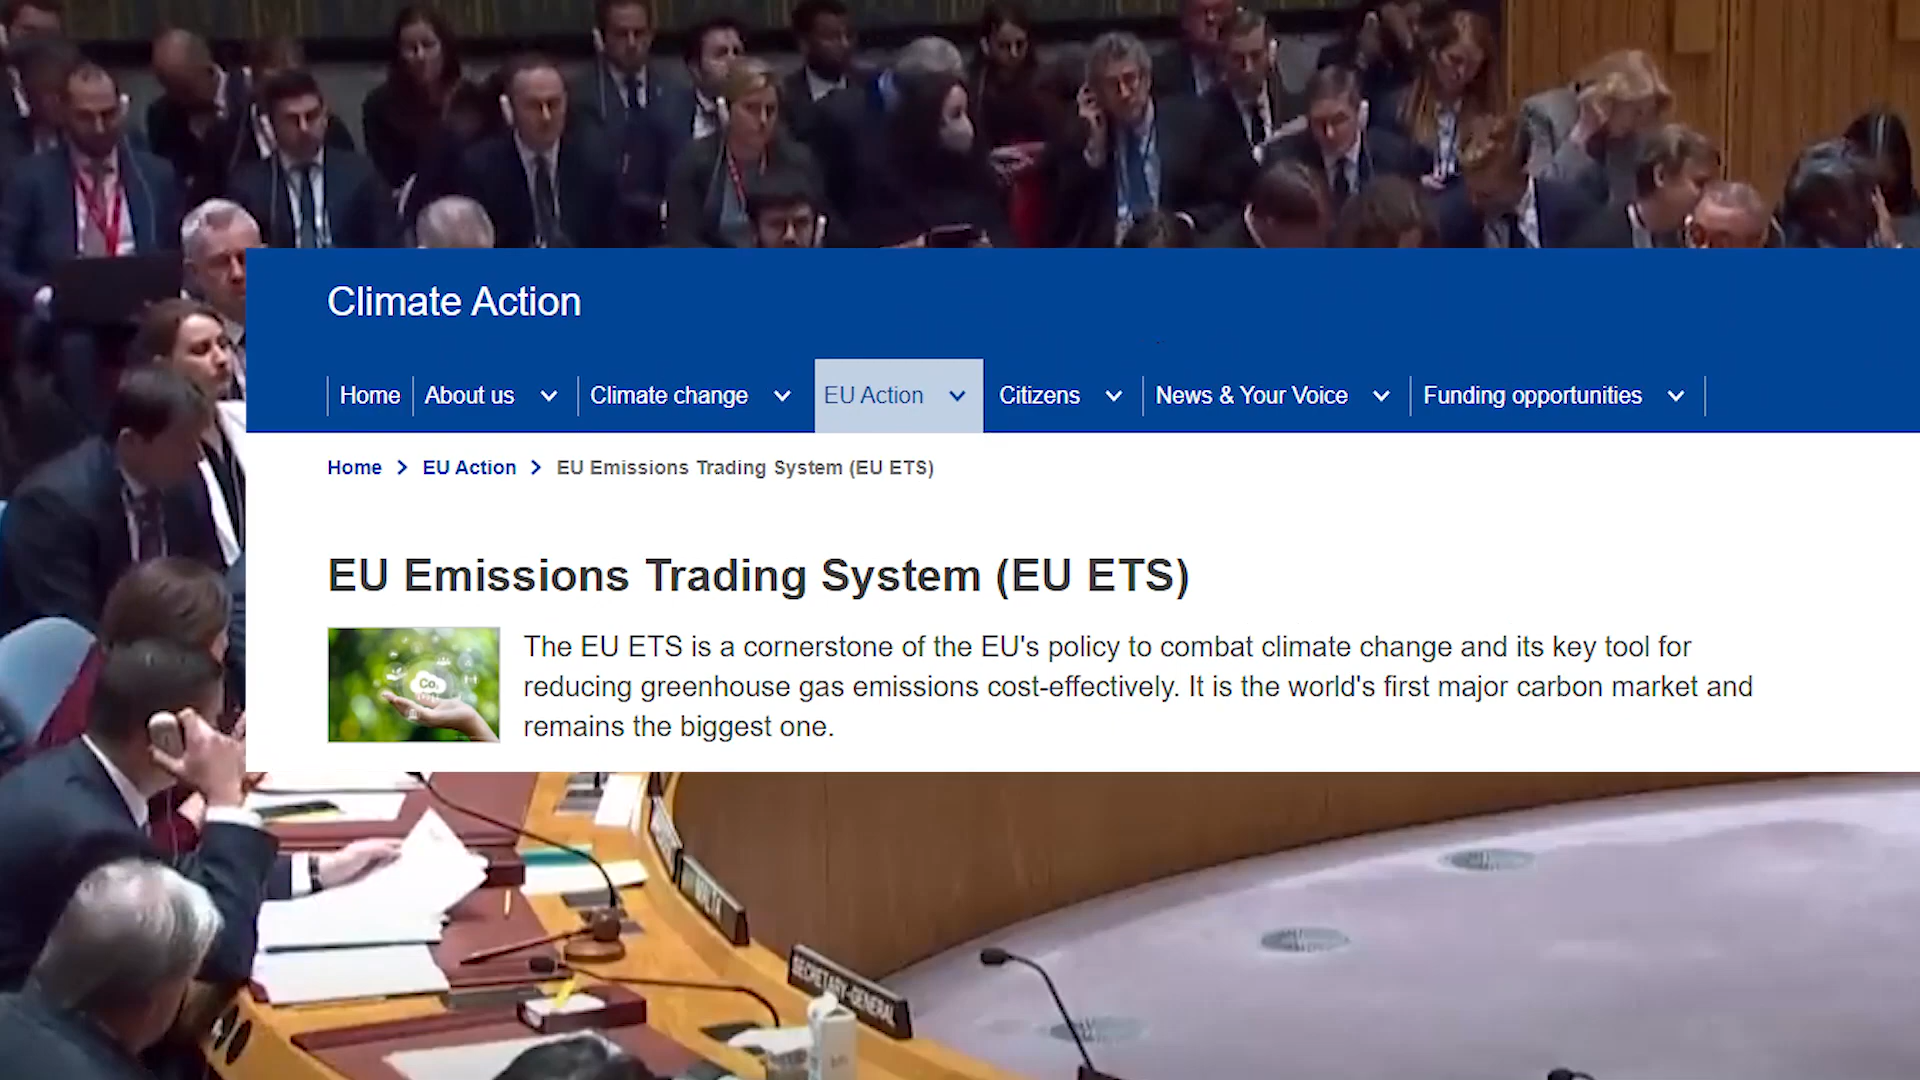 Climate Action
Home About us Climate change EU Action Citizens News & Your Voice Funding opportunities
Home > EU Action > EU Emissions Trading System (EU ETS)
EU Emissions Trading System (EU ETS)
CO₂
The EU ETS is a cornerstone of the EU's policy to combat climate change and its key tool for
reducing greenhouse gas emissions cost-effectively. It is the world's first major carbon market and
remains the biggest one.
MALTA
SECRETARY-GENERAL